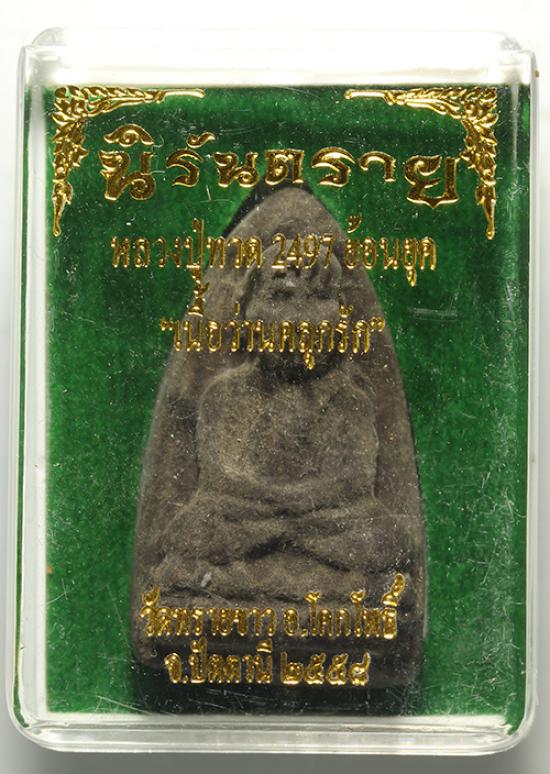 นิรันตราย
หลวงปู่ทวด 2497 ย้อนยุค
"เนื้อว่านคลุกรัก"
วัดทรายขาว อ.โคกโพธิ์
จ.ปัตตานี ๒๕๕๘